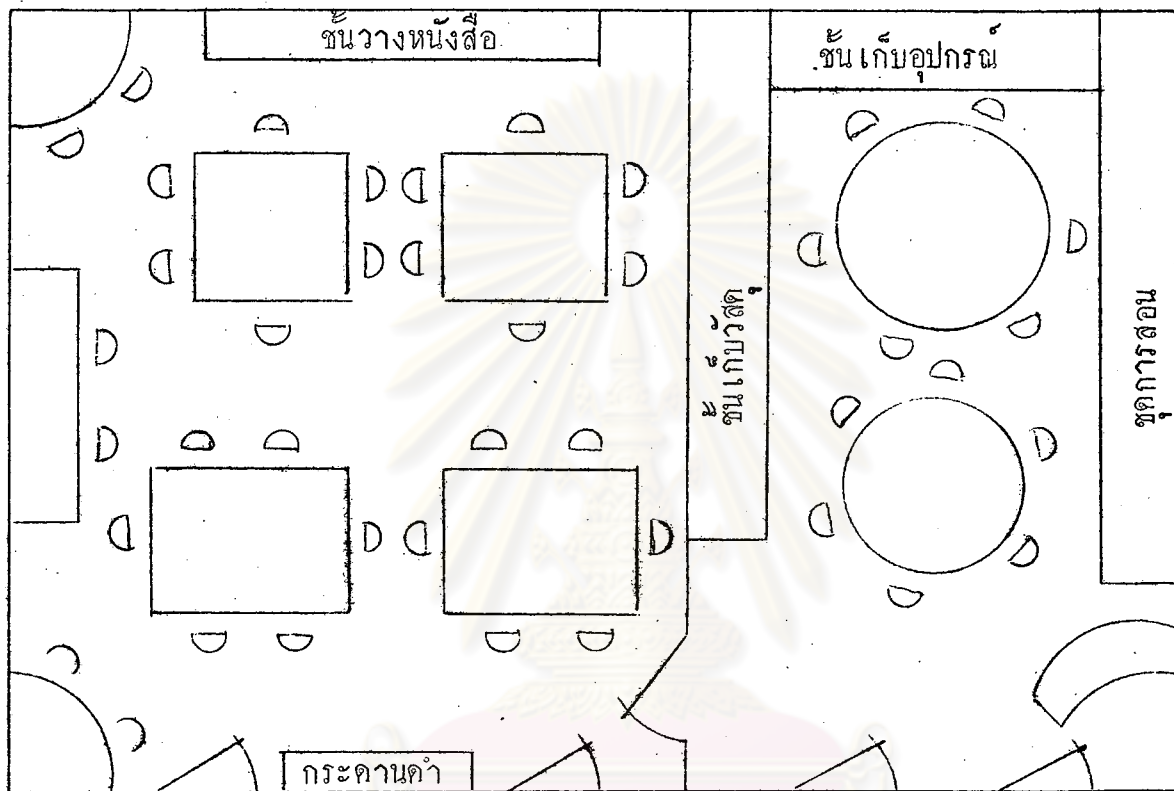 ชั้นวางหนังสือ
ชั้นเก็บอุปกรณ์
ชั้นเก็บวัสดุ
ชุดการสอน
กระดานดำ